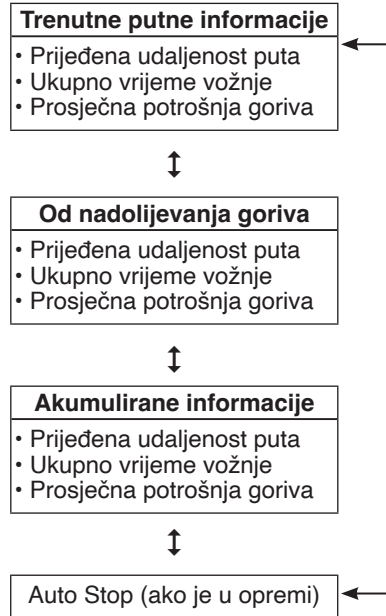 Trenutne putne informacije
• Prijeđena udaljenost puta
• Ukupno vrijeme vožnje
• Prosječna potrošnja goriva
Od nadolijevanja goriva
• Prijeđena udaljenost puta
• Ukupno vrijeme vožnje
• Prosječna potrošnja goriva
Akumulirane informacije
• Prijeđena udaljenost puta
• Ukupno vrijeme vožnje
• Prosječna potrošnja goriva
Auto Stop (ako je u opremi)